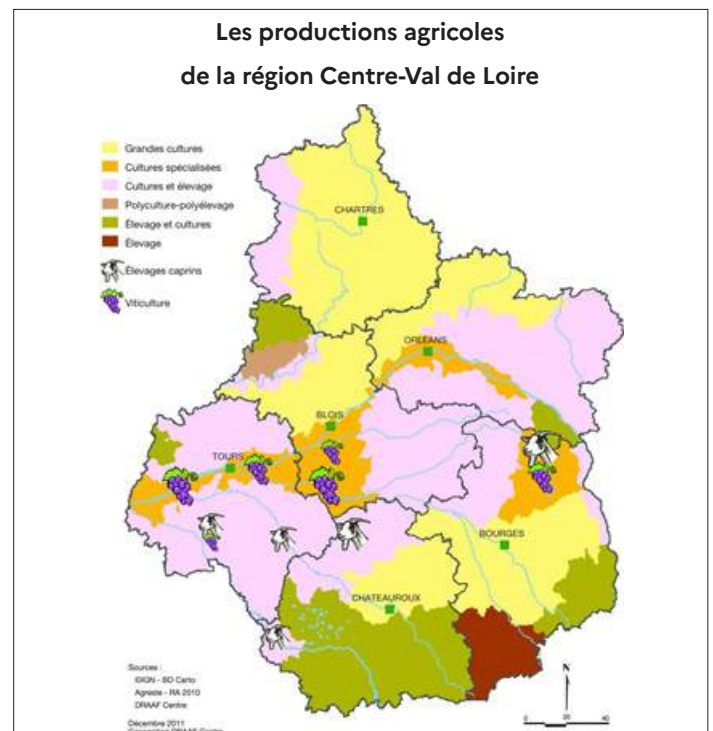 Les productions agricoles
de la région Centre-Val de Loire
Grandes cultures
Cultures spécialisées
Cultures et élevage
Polyculture-polyélevage
Élevage et cultures
Élevage
Élevages caprins
Viticulture
CHARTRES
ORLEANS
BLOIS
TOURS
BOURGES
CHATEAUROUX
Sources :
©IGN - BD Carto
Agreste - RA 2010
DRAAF Centre
Décembre 2011
N
0 20 40